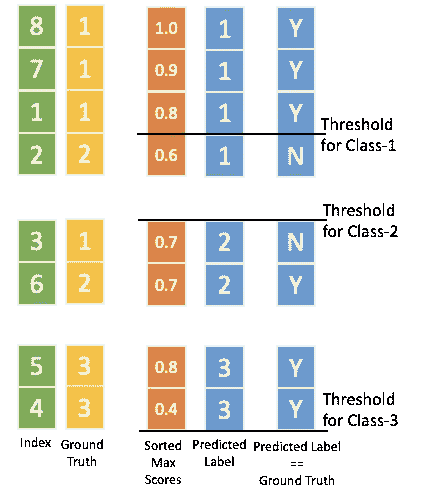 8 1 1.0 1 Y
7 1 0.9 1 Y
1 1 0.8 1 Y
Threshold
for Class-1
2 2 0.6 1 N
Threshold
for Class-2
3 1 0.7 2 N
6 2 0.7 2 Y
5 3 0.8 3 Y
4 3 0.4 3 Y
Threshold
for Class-3
Index
Ground
Truth
Sorted
Max
Scores
Predicted
Label
Predicted Label
==
Ground Truth